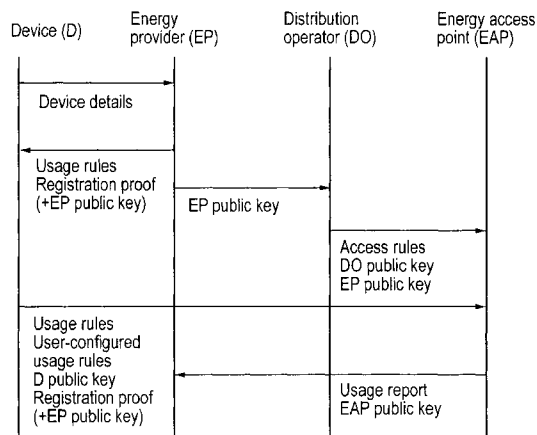 Device (D)
Energy
provider (EP)
Distribution
operator (DO)
Energy access
point (EAP)
Device details
Usage rules
Registration proof
(+EP public key)
EP public key
Access rules
DO public key
EP public key
Usage rules
User-configured
usage rules
D public key
Registration proof
(+EP public key)
Usage report
EAP public key